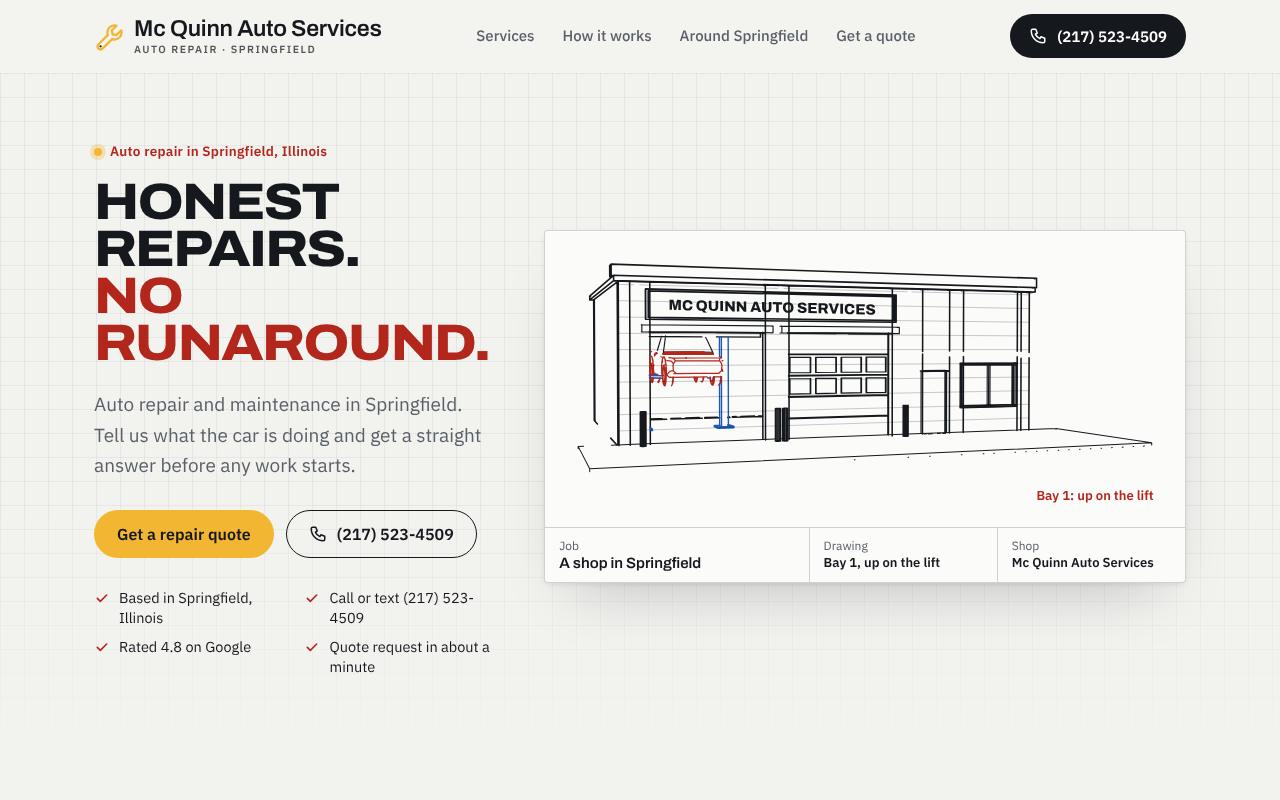 Mc Quinn Auto Services
AUTO REPAIR · SPRINGFIELD
Services
How it works
Around Springfield
Get a quote
(217) 523-4509
Auto repair in Springfield, Illinois
HONEST
REPAIRS.
NO
RUNAROUND.
Auto repair and maintenance in Springfield.
Tell us what the car is doing and get a straight
answer before any work starts.
Get a repair quote
(217) 523-4509
Based in Springfield,
Illinois
Call or text (217) 523-
4509
Rated 4.8 on Google
Quote request in about a
minute
MC QUINN AUTO SERVICES
Bay 1: up on the lift
Job
A shop in Springfield
Drawing
Bay 1, up on the lift
Shop
Mc Quinn Auto Services